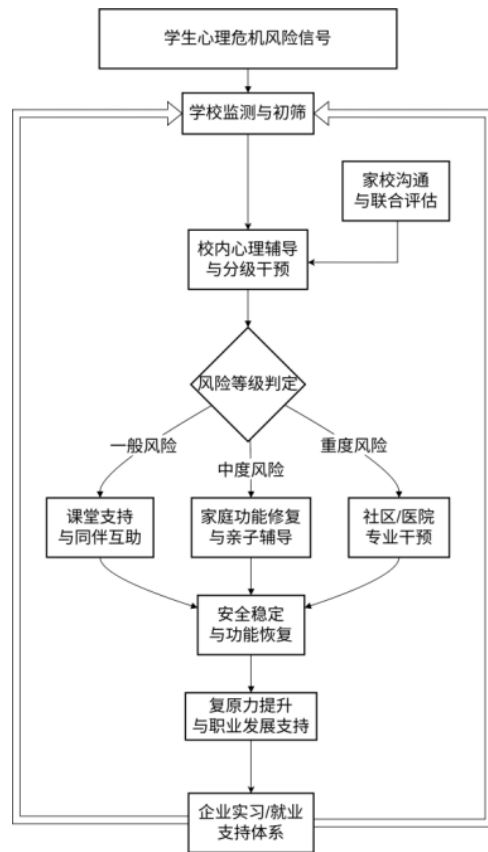 学生心理危机风险信号
学校监测与初筛
家校沟通
与联合评估
校内心理辅导
与分级干预
风险等级判定
一般风险
中度风险
重度风险
课堂支持
与同伴互助
家庭功能修复
与亲子辅导
社区/医院
专业干预
安全稳定
与功能恢复
复原力提升
与职业发展支持
企业实习/就业
支持体系